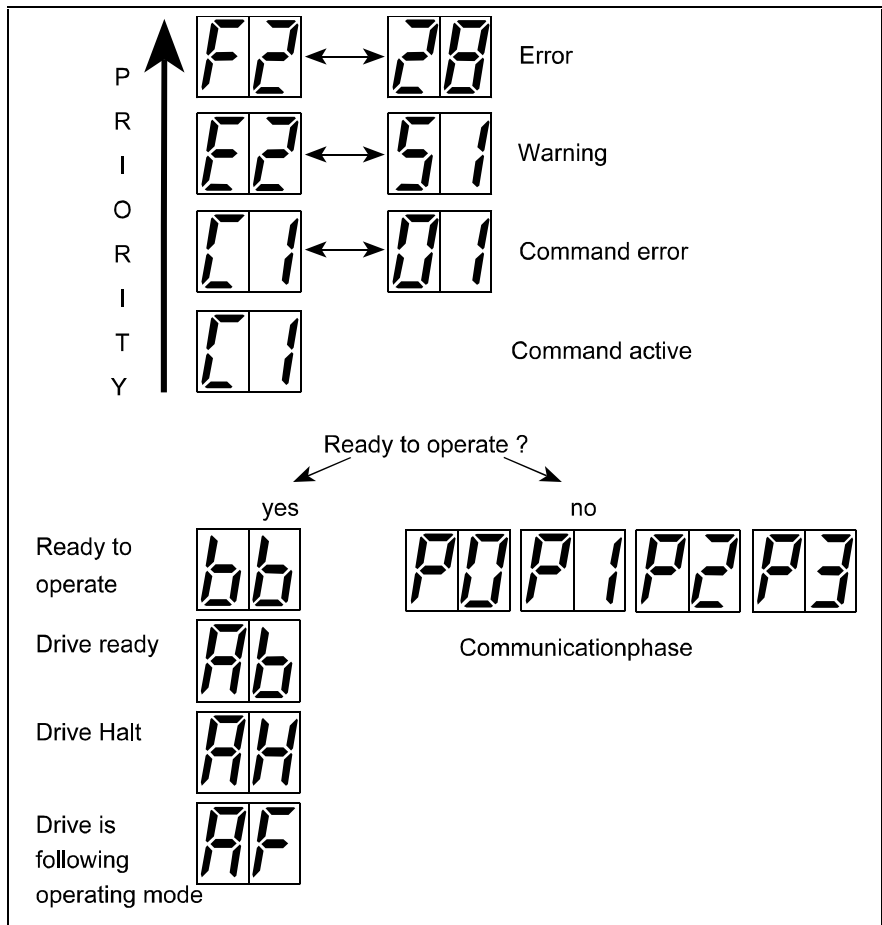 F2 28 Error
E2 51 Warning
C1 01 Command error
C1 Command active
PRIORITY
Ready to operate ?
yes no
Ready to
operate
bb P0 P1 P2 P3
Drive ready Ab
Communicationphase
Drive Halt AH
Drive is
following
operating mode
AF